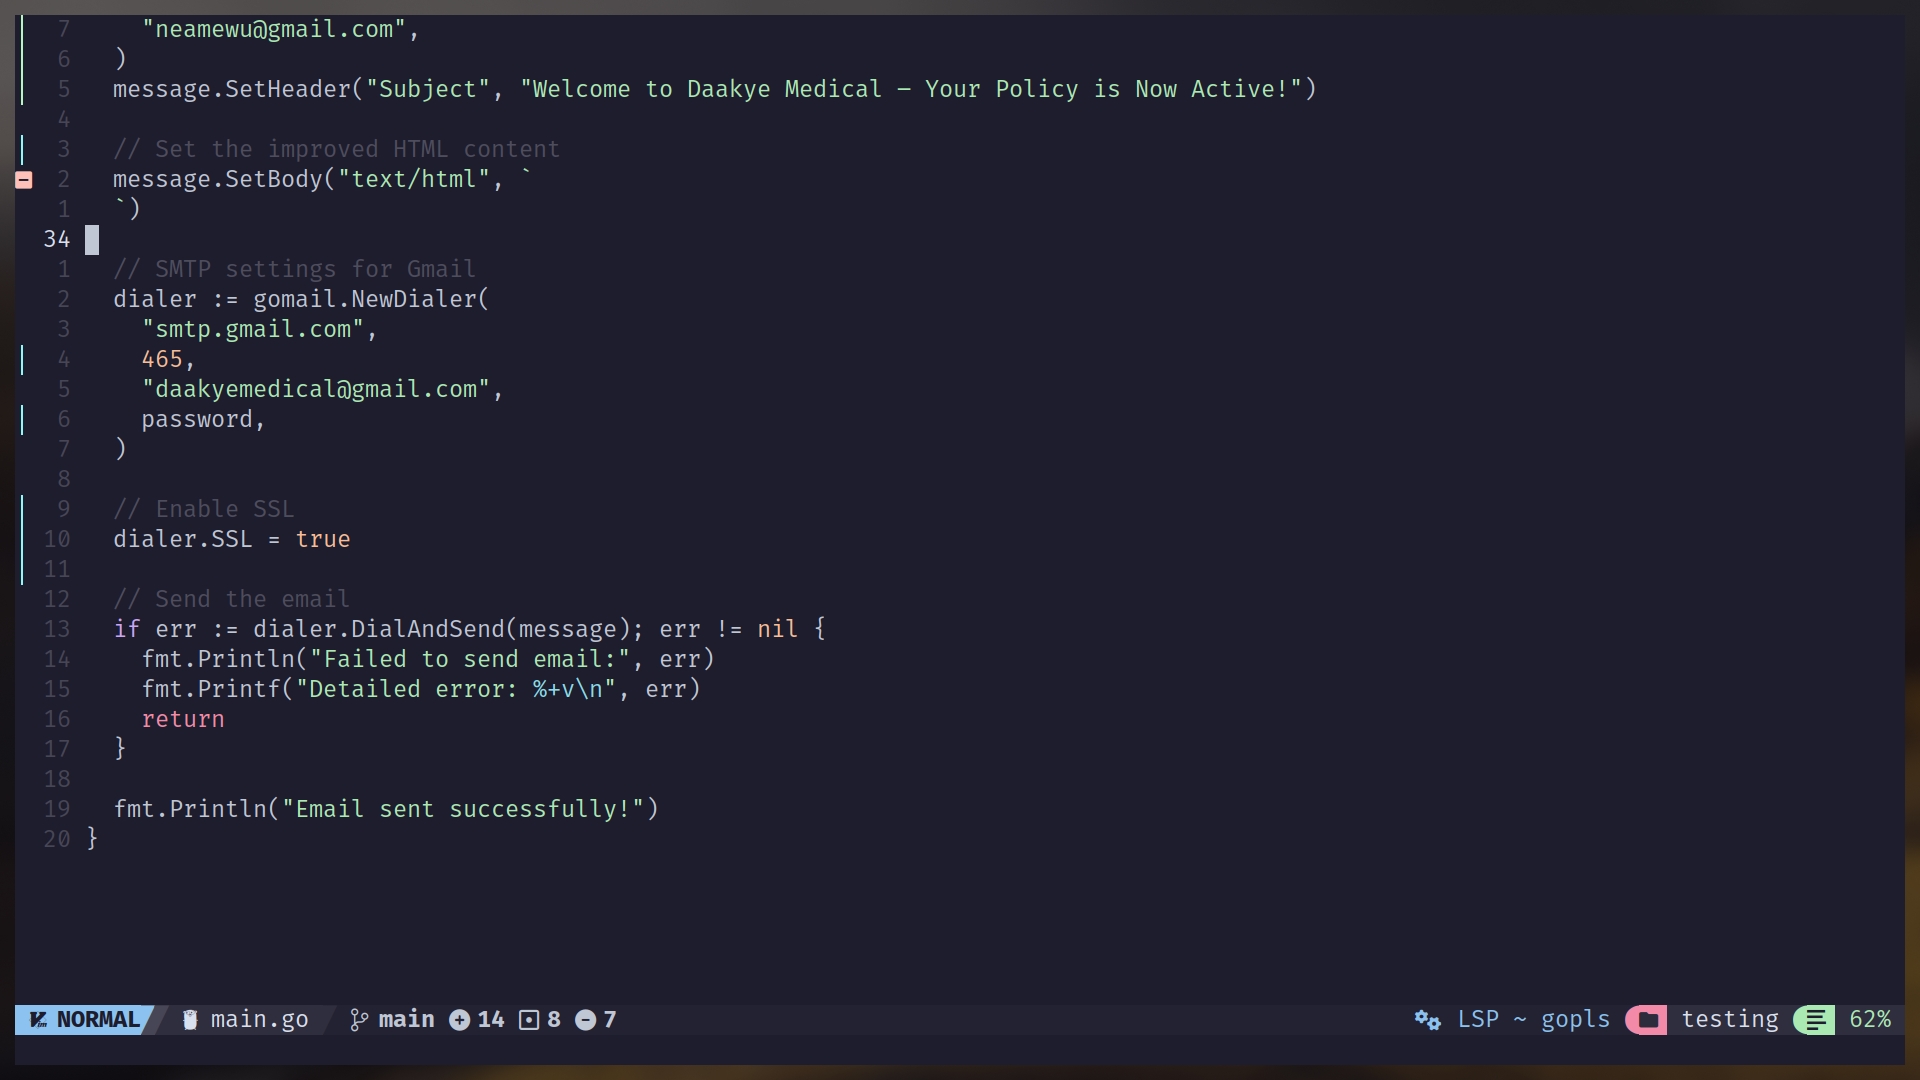 7 "neamewu@gmail.com",
6 )
5 message.SetHeader("Subject", "Welcome to Daakye Medical – Your Policy is Now Active!")
4
3 // Set the improved HTML content
2 message.SetBody("text/html", `
1 `)
34
1 // SMTP settings for Gmail
2 dialer := gomail.NewDialer(
3 "smtp.gmail.com",
4 465,
5 "daakyemedical@gmail.com",
6 password,
7 )
8
9 // Enable SSL
10 dialer.SSL = true
11
12 // Send the email
13 if err := dialer.DialAndSend(message); err != nil {
14 fmt.Println("Failed to send email:", err)
15 fmt.Printf("Detailed error: %+v\n", err)
16 return
17 }
18
19 fmt.Println("Email sent successfully!")
20 }
NORMAL main.go main 14 8 7 LSP ~ gopls testing 62%